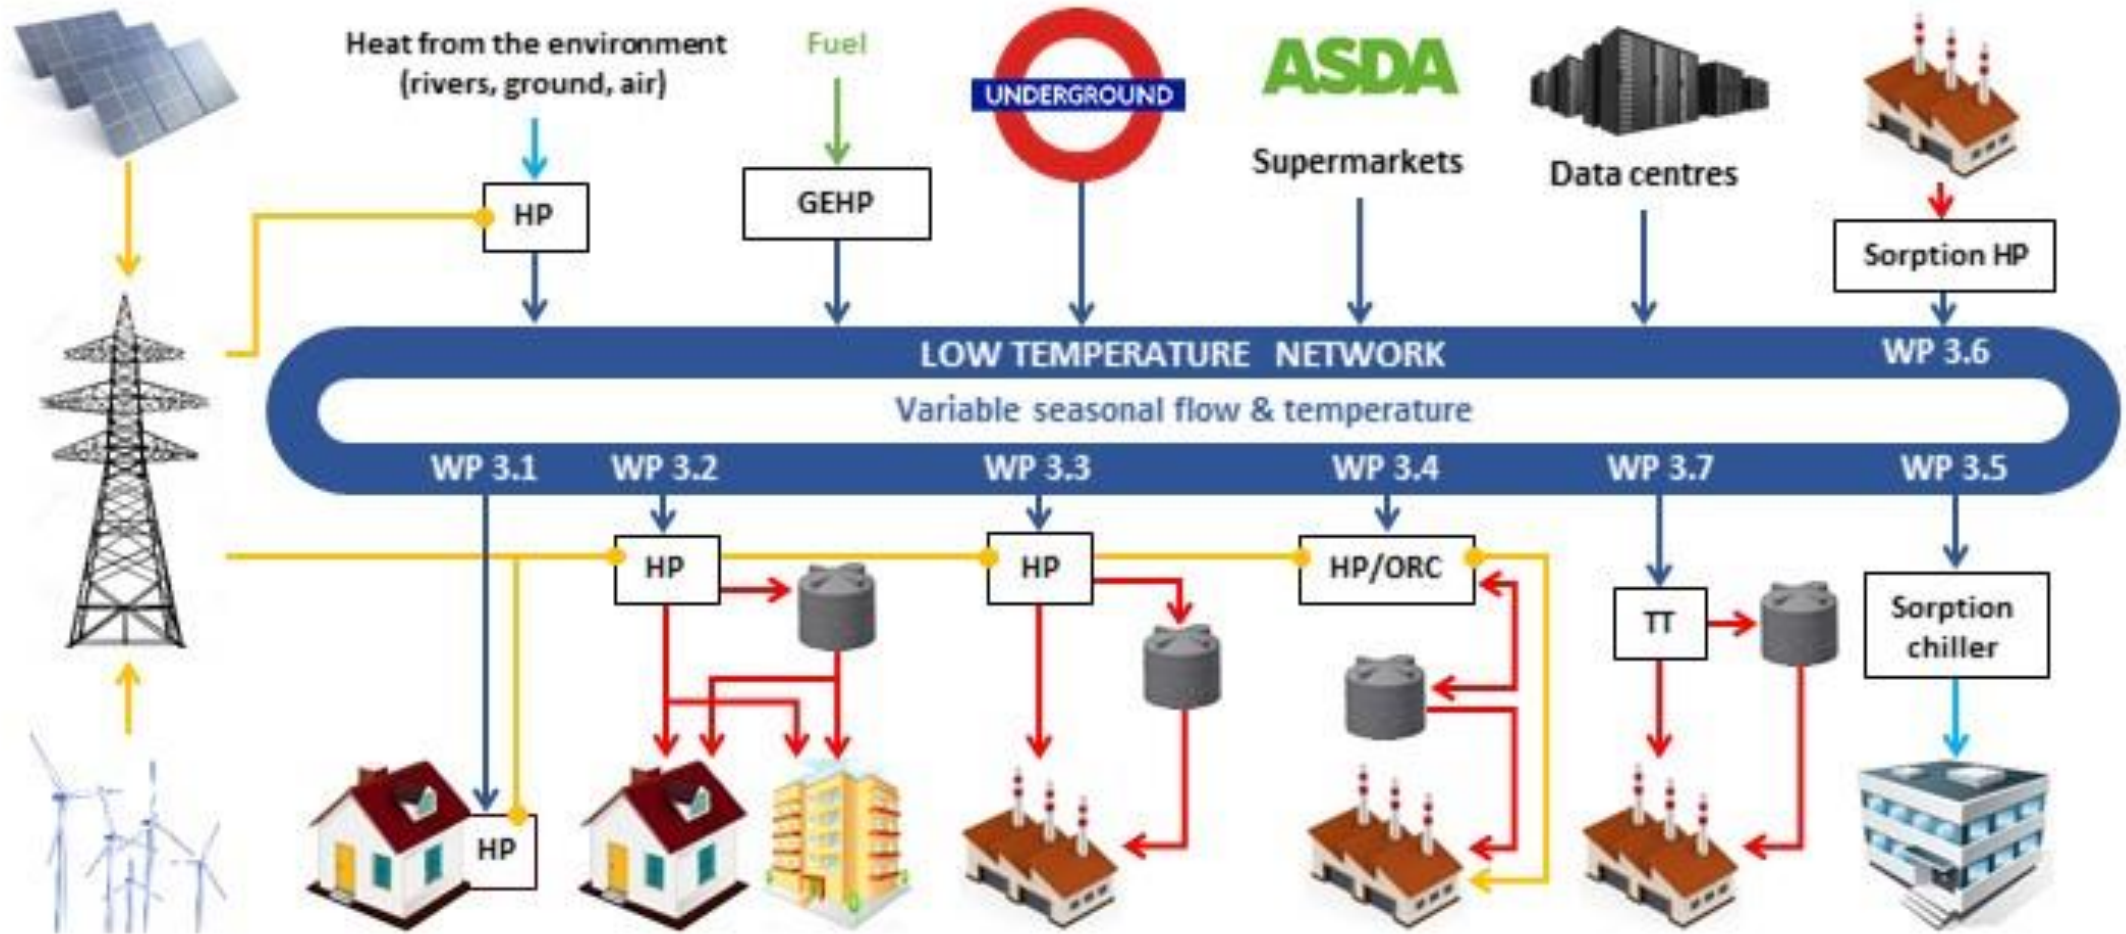 Heat from the environment
(rivers, ground, air)
Fuel
UNDERGROUND
ASDA
Supermarkets
Data centres
HP
GEHP
Sorption HP
LOW TEMPERATURE NETWORK
WP 3.6
Variable seasonal flow & temperature
WP 3.1
WP 3.2
WP 3.3
WP 3.4
WP 3.7
WP 3.5
HP
HP
HP/ORC
TT
Sorption
chiller
HP